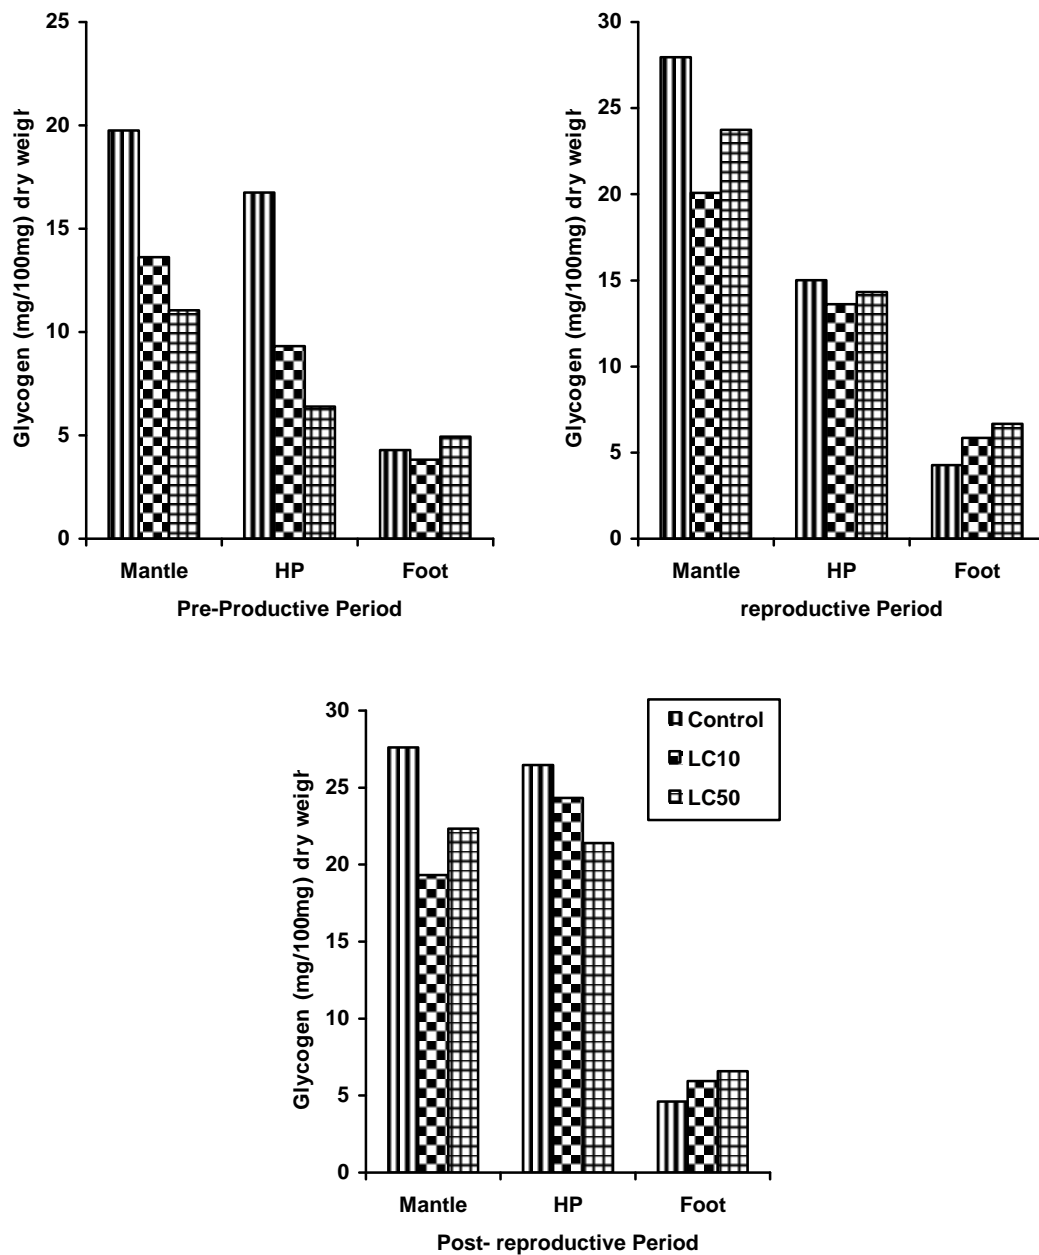 25
20
15
10
5
0
Glycogen (mg/100mg) dry weigh
Mantle HP Foot
Pre-Productive Period
30
25
20
15
10
5
0
Glycogen (mg/100mg) dry weigh
Mantle HP Foot
reproductive Period
30
25
20
15
10
5
0
Glycogen (mg/100mg) dry weigh
Mantle HP Foot
Post- reproductive Period
Control
LC10
LC50